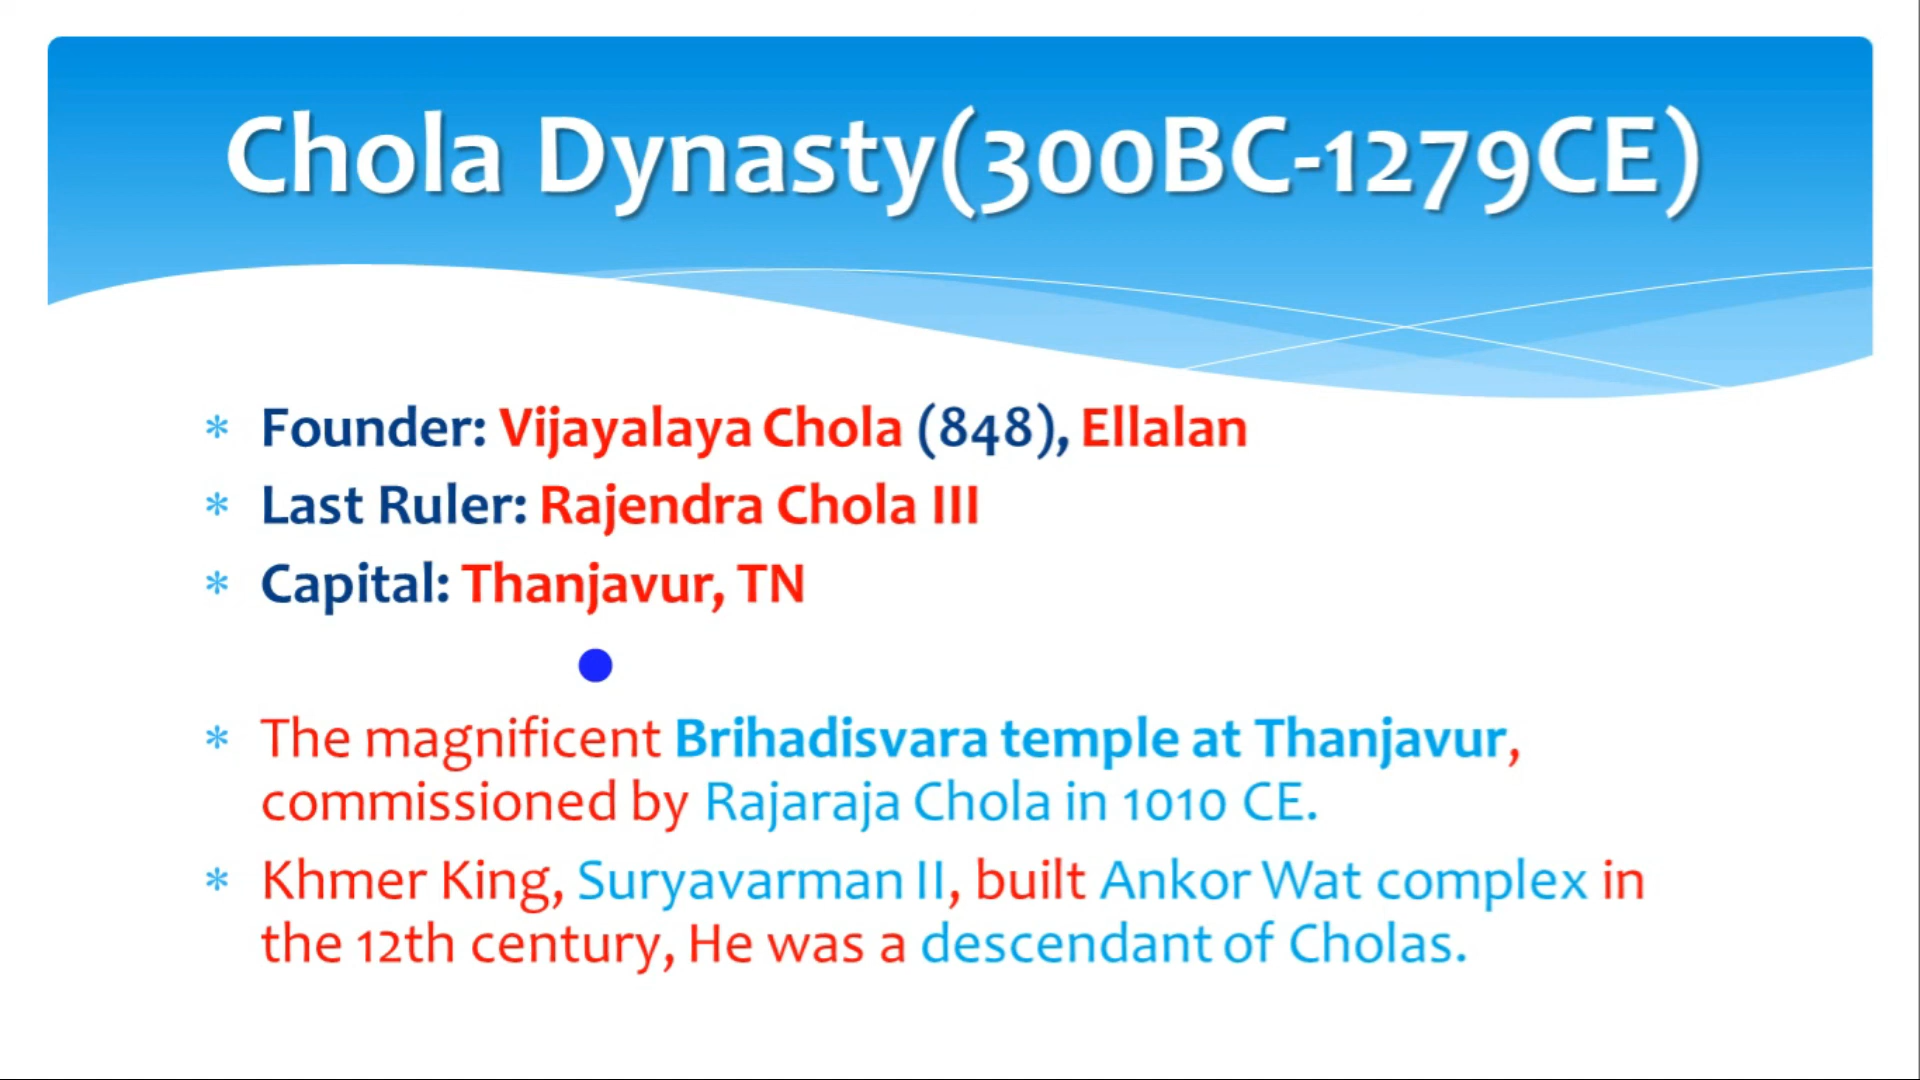 Chola Dynasty(300BC-1279CE)
* Founder: Vijayalaya Chola (848), Ellalan
* Last Ruler: Rajendra Chola III
* Capital: Thanjavur, TN
* The magnificent Brihadisvara temple at Thanjavur,
commissioned by Rajaraja Chola in 1010 CE.
* Khmer King, Suryavarman II, built Ankor Wat complex in
the 12th century, He was a descendant of Cholas.